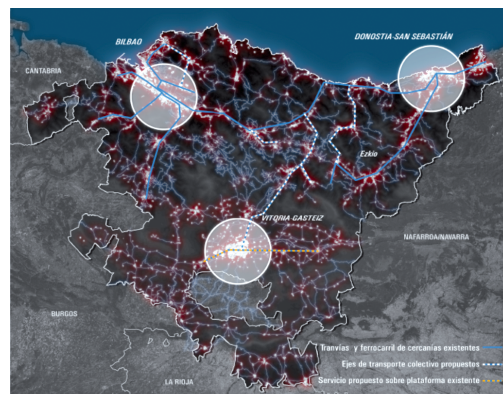 DONOSTIA-SAN SEBASTIÁN
BILBAO
CANTABRIA
Ezkio
VITORIA-GASTEIZ
NAFARROA/NAVARRA
BURGOS
LA RIOJA
Tranvías y ferrocarril de cercanías existentes
Ejes de transporte colectivo propuestos
Servicio propuesto sobre plataforma existente